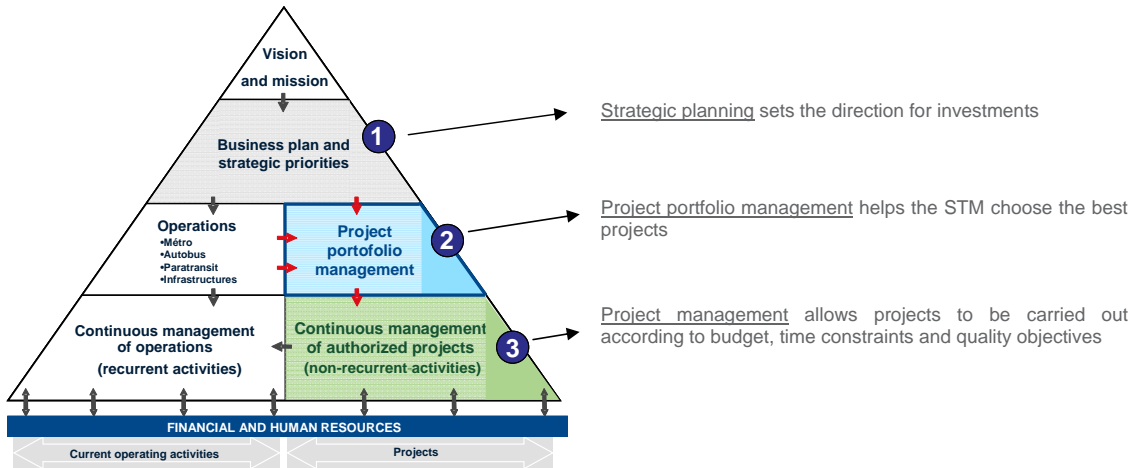 Vision
and mission
1
Business plan and
strategic priorities
Strategic planning sets the direction for investments
Operations
•Métro
•Autobus
•Paratransit
•Infrastructures
Project
portofolio
management
2
Project portfolio management helps the STM choose the best
projects
Continuous management
of operations
(recurrent activities)
Continuous management
of authorized projects
(non-recurrent activities)
3
Project management allows projects to be carried out
according to budget, time constraints and quality objectives
FINANCIAL AND HUMAN RESOURCES
Current operating activities
Projects